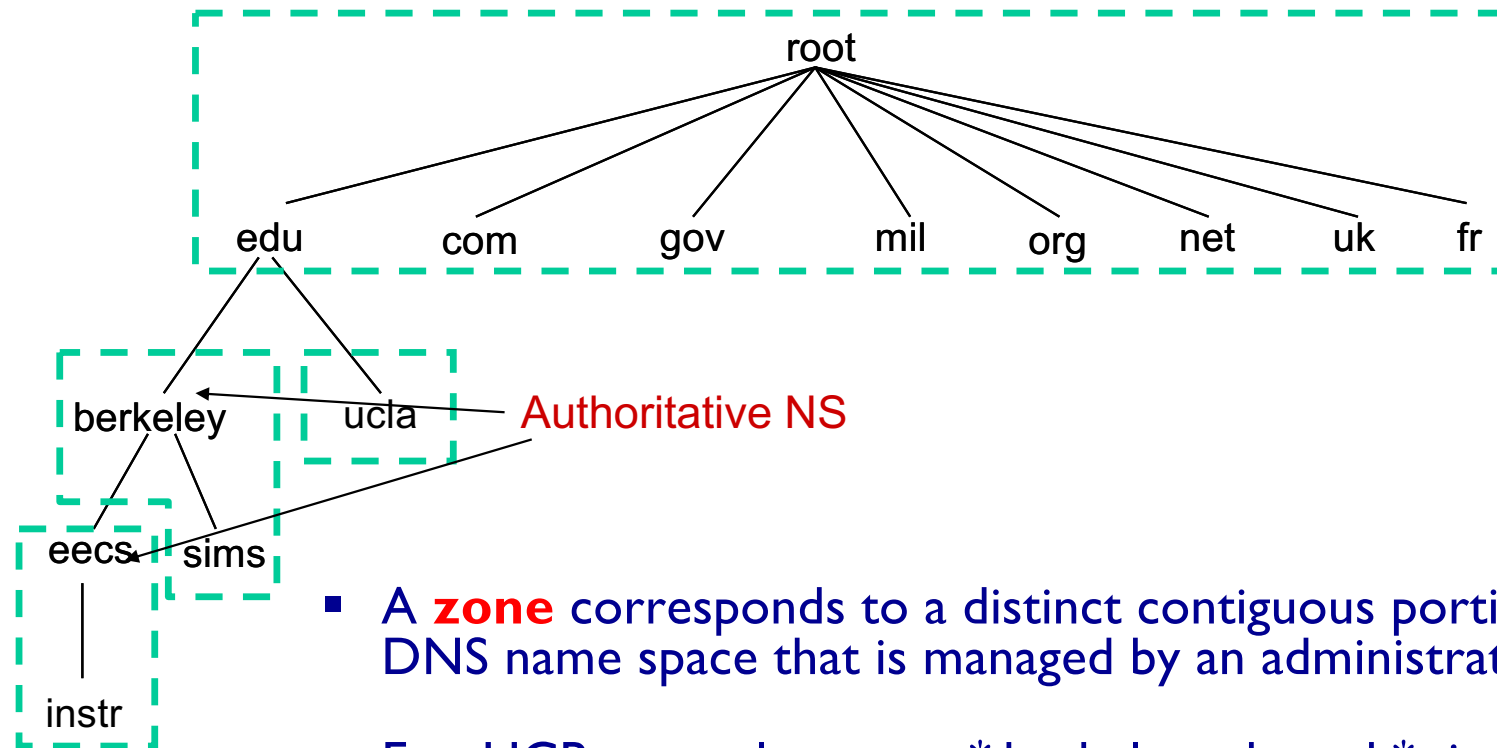 root
edu com gov mil org net uk fr
berkeley ucla Authoritative NS
eecs sims
▪ A zone corresponds to a distinct contiguous porti
DNS name space that is managed by an administrat
instr